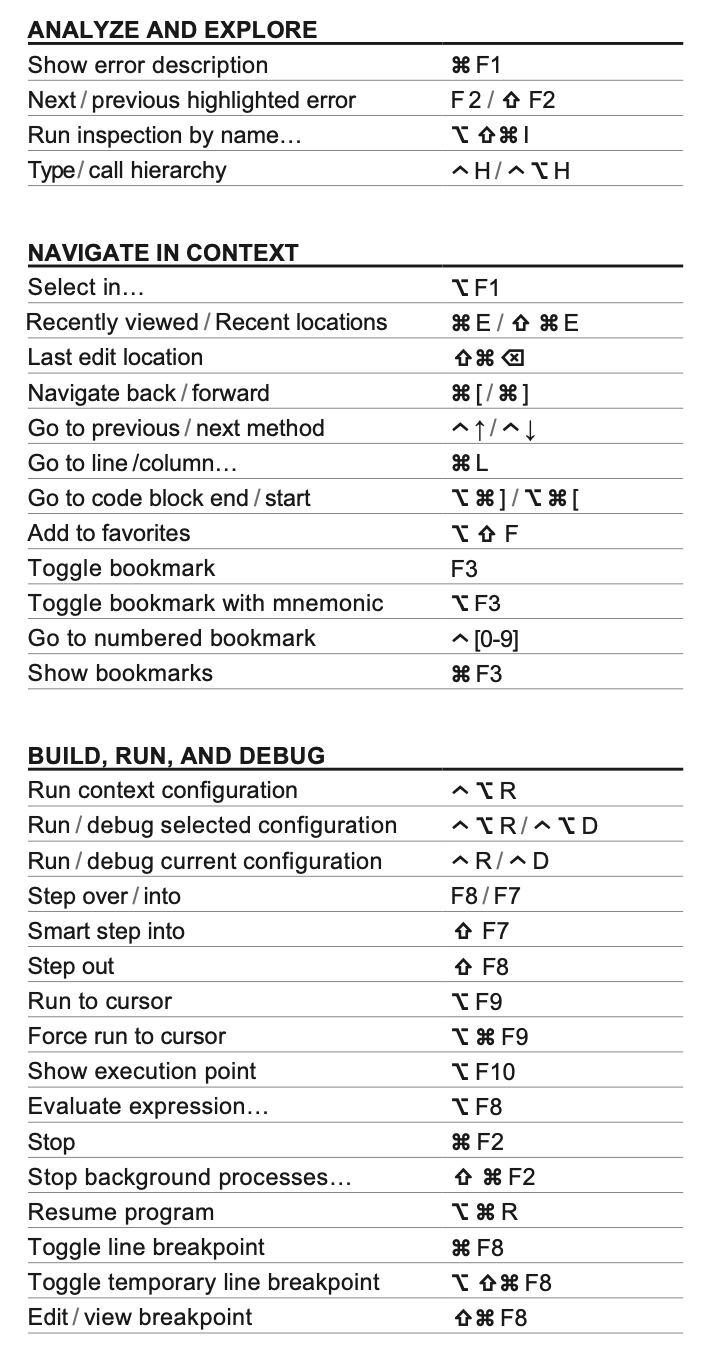 ANALYZE AND EXPLORE
Show error description ⌘ F1
Next / previous highlighted error F2 / ⇧ F2
Run inspection by name… ⌥ ⇧⌘ I
Type / call hierarchy ^ H / ^ ⌥ H
NAVIGATE IN CONTEXT
Select in… ⌥ F1
Recently viewed / Recent locations ⌘ E / ⇧ ⌘ E
Last edit location ⇧⌘ ⌫
Navigate back / forward ⌘ [ / ⌘ ]
Go to previous / next method ^ ↑ / ^ ↓
Go to line /column… ⌘ L
Go to code block end / start ⌥ ⌘ ] / ⌥ ⌘ [
Add to favorites ⌥ ⇧ F
Toggle bookmark F3
Toggle bookmark with mnemonic ⌥ F3
Go to numbered bookmark ^ [0-9]
Show bookmarks ⌘ F3
BUILD, RUN, AND DEBUG
Run context configuration ^ ⌥ R
Run / debug selected configuration ^ ⌥ R / ^ ⌥ D
Run / debug current configuration ^ R / ^ D
Step over / into F8 / F7
Smart step into ⇧ F7
Step out ⇧ F8
Run to cursor ⌥ F9
Force run to cursor ⌥ ⌘ F9
Show execution point ⌥ F10
Evaluate expression… ⌥ F8
Stop ⌘ F2
Stop background processes… ⇧ ⌘ F2
Resume program ⌥ ⌘ R
Toggle line breakpoint ⌘ F8
Toggle temporary line breakpoint ⌥ ⇧⌘ F8
Edit / view breakpoint ⇧⌘ F8